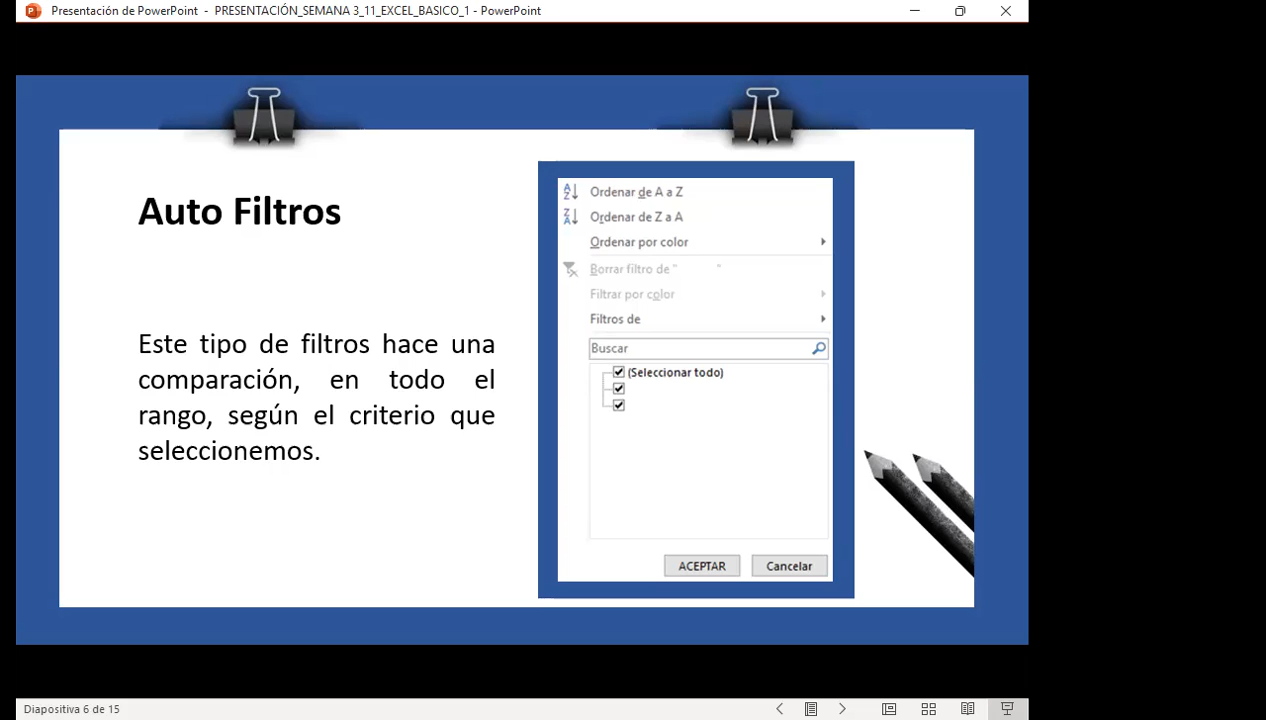 Presentación de PowerPoint - PRESENTACIÓN_SEMANA 3_11_EXCEL_BASICO_1 - PowerPoint
Auto Filtros
Este tipo de filtros hace una
comparación, en todo el
rango, según el criterio que
seleccionemos.
Ordenar de A a Z
Ordenar de Z a A
Ordenar por color
Borrar filtro de " "
Filtrar por color
Filtros de
Buscar
(Seleccionar todo)
ACEPTAR Cancelar
Diapositiva 6 de 15